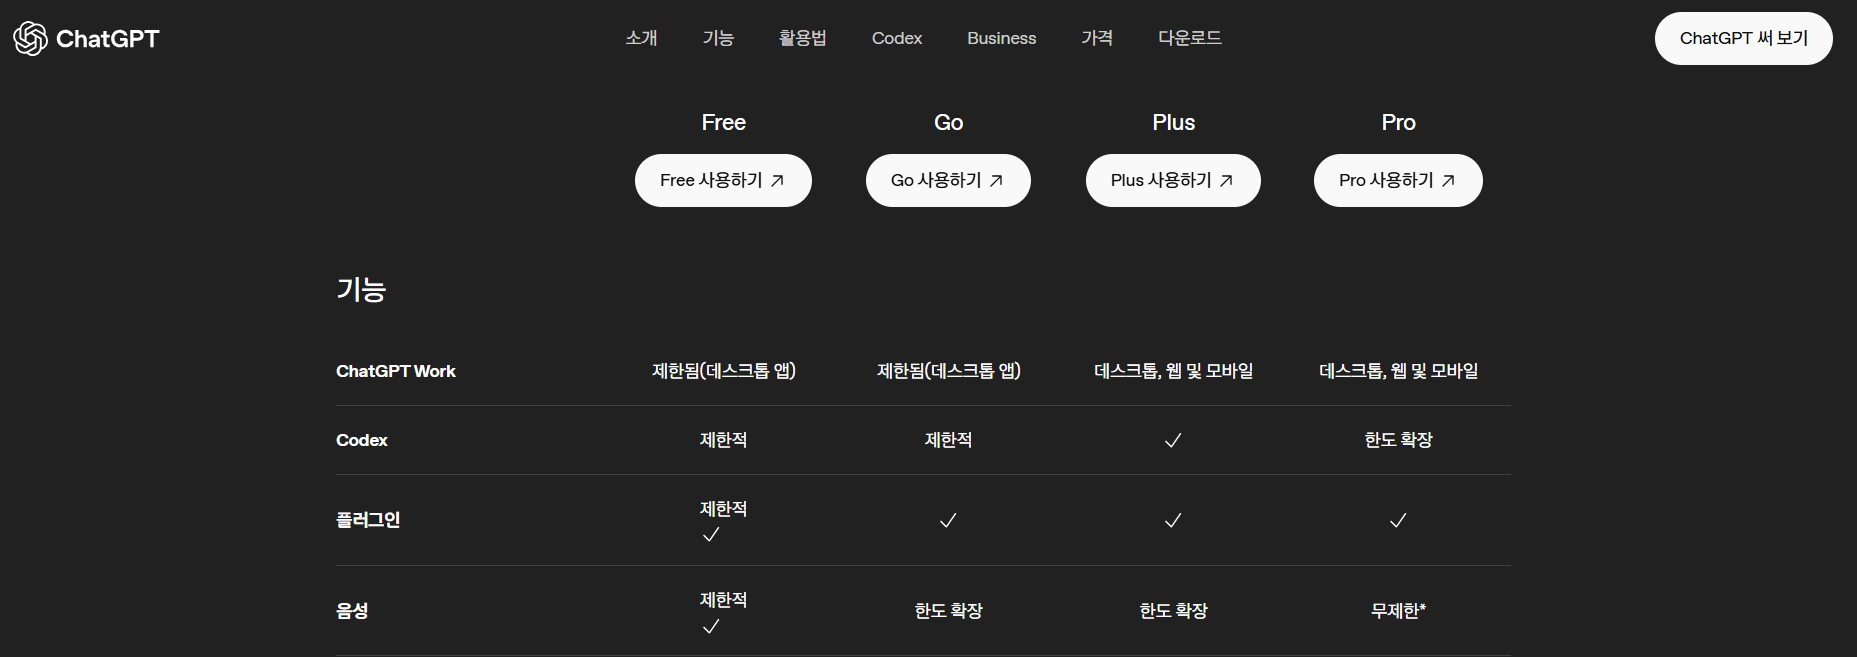 ChatGPT
소개 기능 활용법 Codex Business 가격 다운로드
ChatGPT 써 보기
Free Go Plus Pro
Free 사용하기 Go 사용하기 Plus 사용하기 Pro 사용하기
기능
ChatGPT Work 제한됨(데스크톱 앱) 제한됨(데스크톱 앱) 데스크톱, 웹 및 모바일 데스크톱, 웹 및 모바일
Codex 제한적 제한적 한도 확장
플러그인 제한적
음성 제한적 한도 확장 한도 확장 무제한*